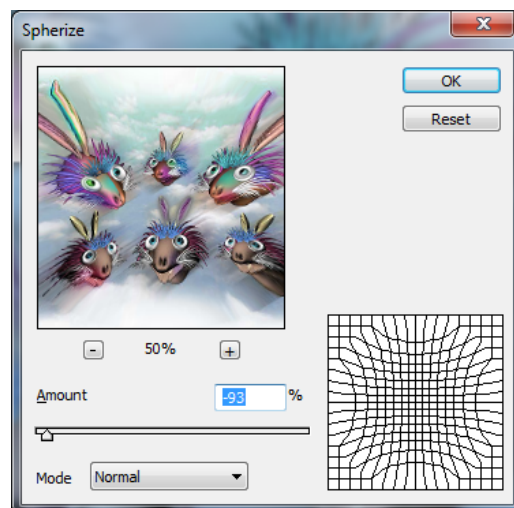 Spherize
OK
Reset
- 50% +
Amount -93 %
Mode Normal